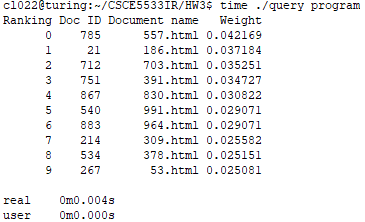 cl022@turing:~/CSCE5533IR/HW3$ time ./query program
Ranking Doc ID Document name Weight
0 785 557.html 0.042169
1 21 186.html 0.037184
2 712 703.html 0.035251
3 751 391.html 0.034727
4 867 830.html 0.030822
5 540 991.html 0.029071
6 883 964.html 0.029071
7 214 309.html 0.025582
8 534 378.html 0.025151
9 267 53.html 0.025081
real 0m0.004s
user 0m0.000s